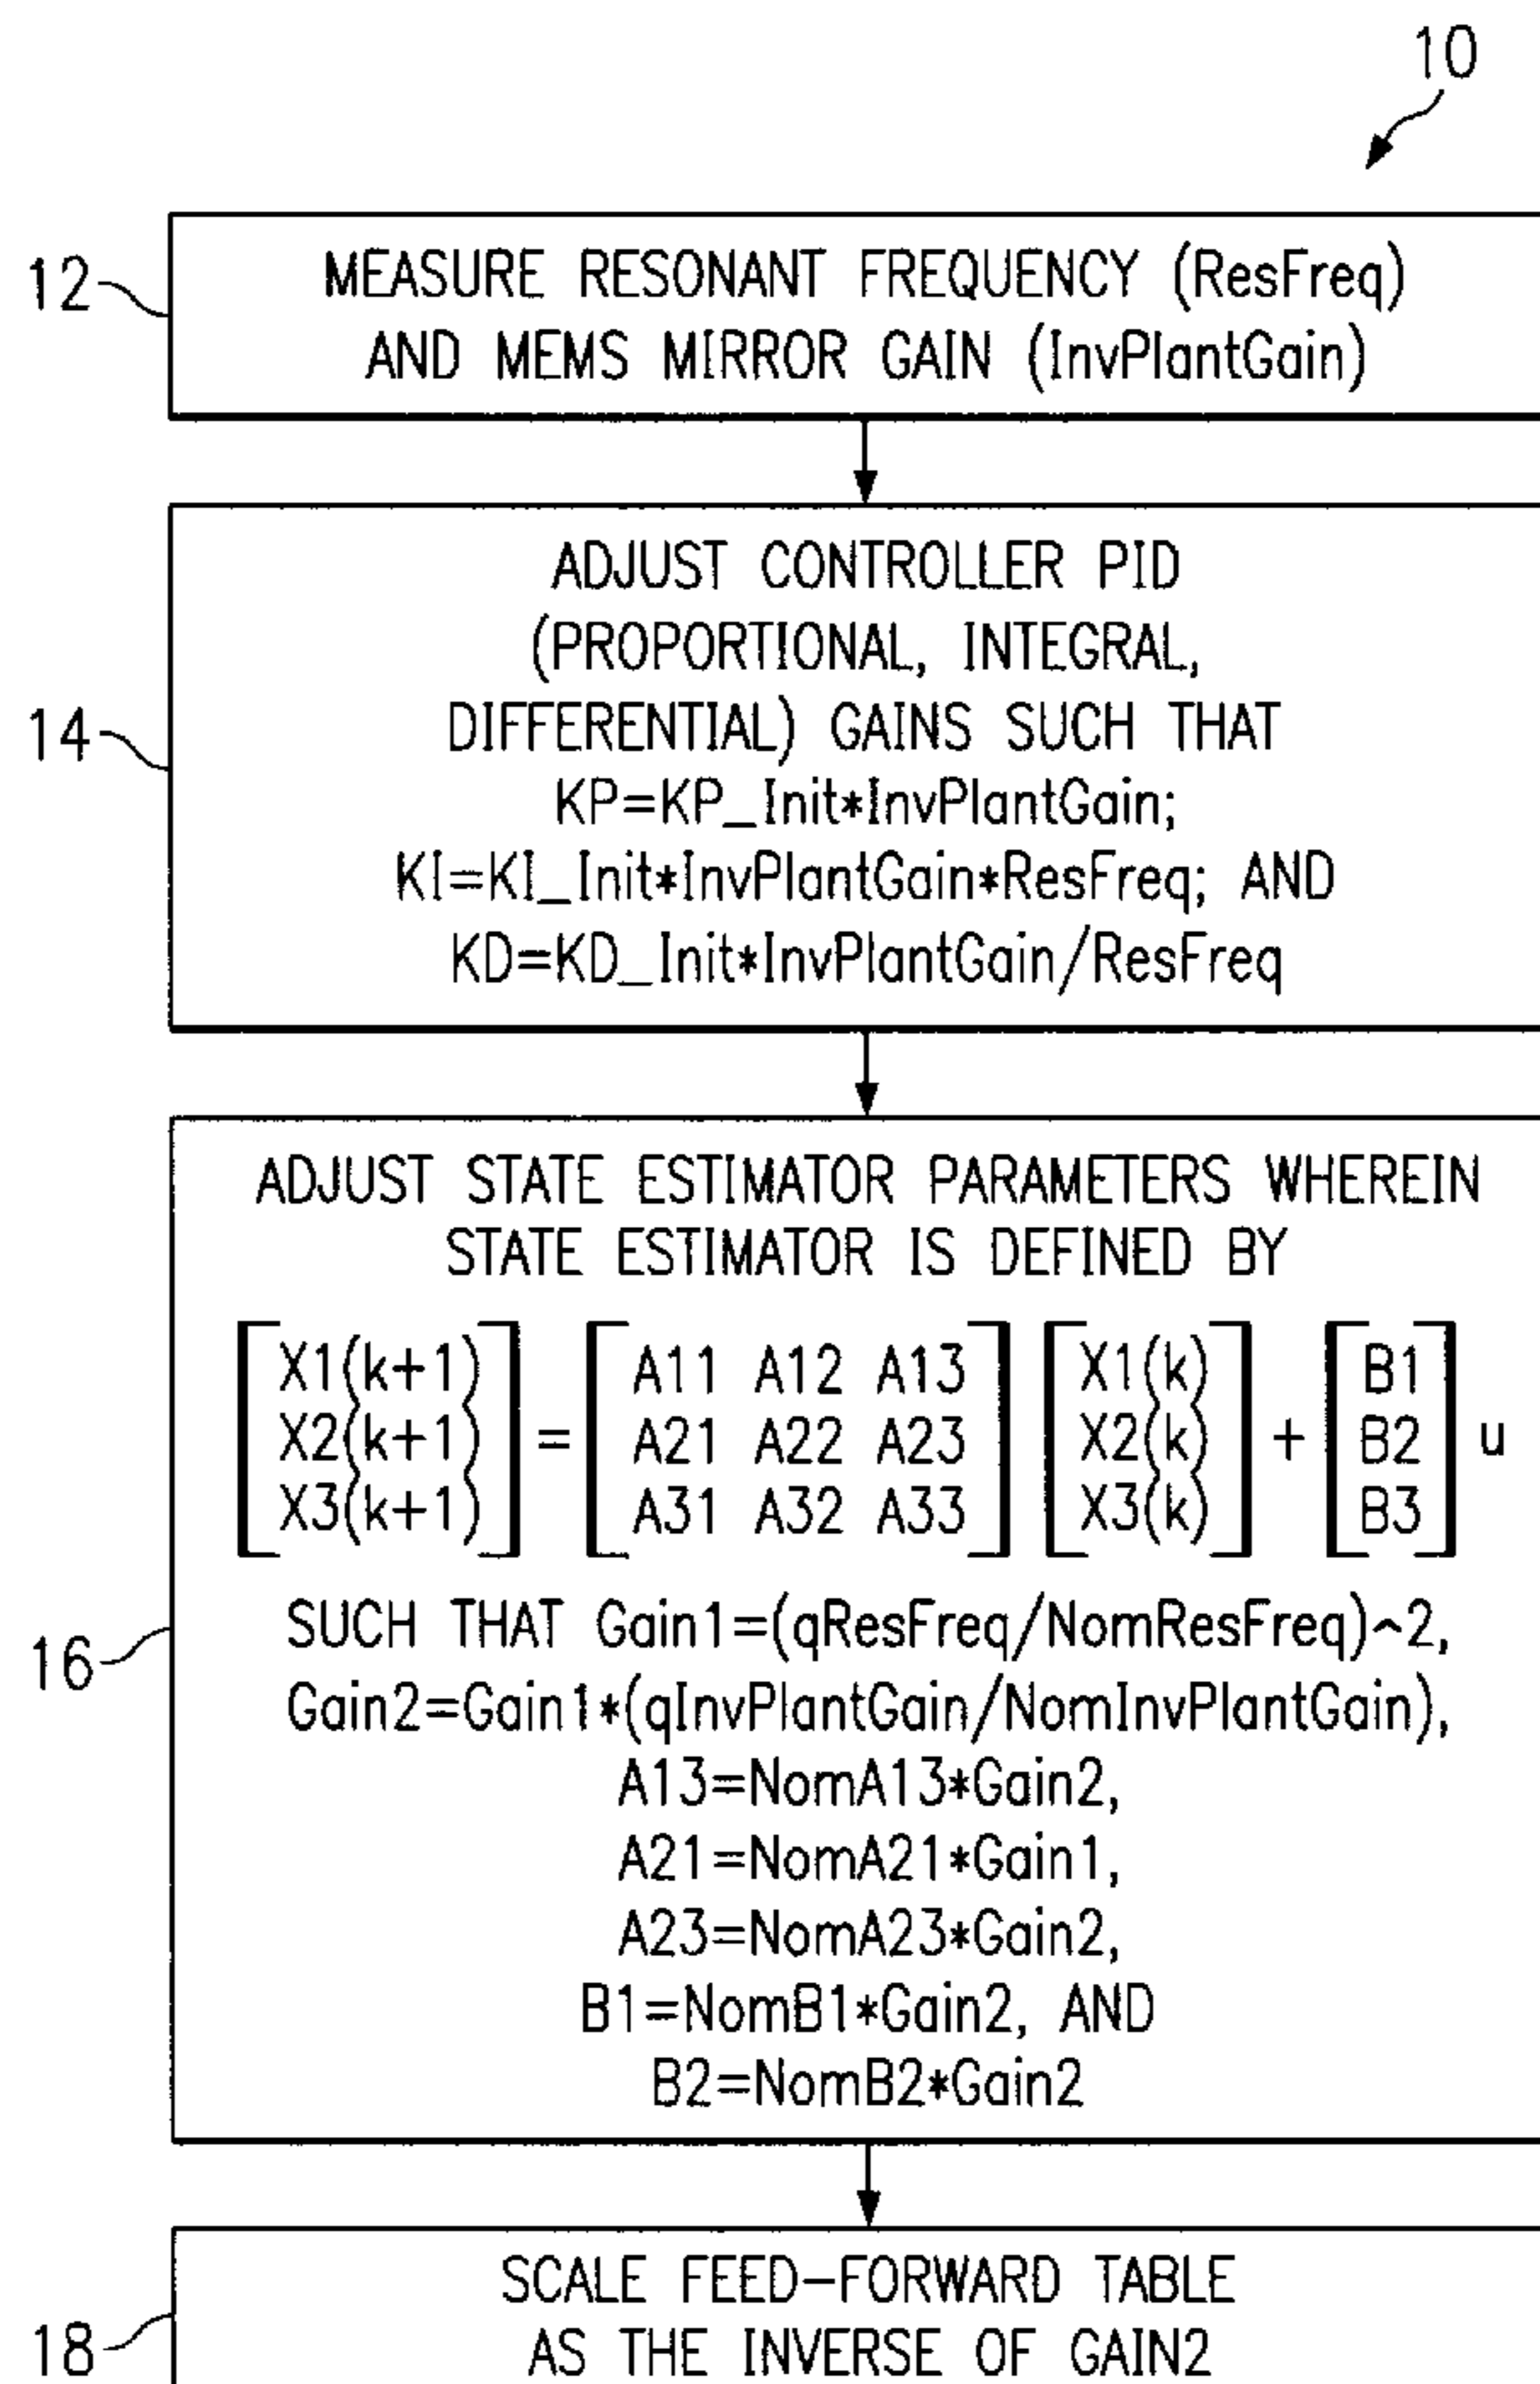 10
12
MEASURE RESONANT FREQUENCY (ResFreq)
AND MEMS MIRROR GAIN (InvPlantGain)
14
ADJUST CONTROLLER PID
(PROPORTIONAL, INTEGRAL,
DIFFERENTIAL) GAINS SUCH THAT
KP=KP_Init*InvPlantGain;
KI=KI_Init*InvPlantGain*ResFreq; AND
KD=KD_Init*InvPlantGain/ResFreq
16
ADJUST STATE ESTIMATOR PARAMETERS WHEREIN
STATE ESTIMATOR IS DEFINED BY
X1(k+1) A11 A12 A13 X1(k) B1
X2(k+1) = A21 A22 A23 X2(k) + B2 u
X3(k+1) A31 A32 A33 X3(k) B3
SUCH THAT Gain1=(qResFreq/NomResFreq)^2,
Gain2=Gain1*(qInvPlantGain/NomInvPlantGain),
A13=NomA13*Gain2,
A21=NomA21*Gain1,
A23=NomA23*Gain2,
B1=NomB1*Gain2, AND
B2=NomB2*Gain2
18
SCALE FEED-FORWARD TABLE
AS THE INVERSE OF GAIN2